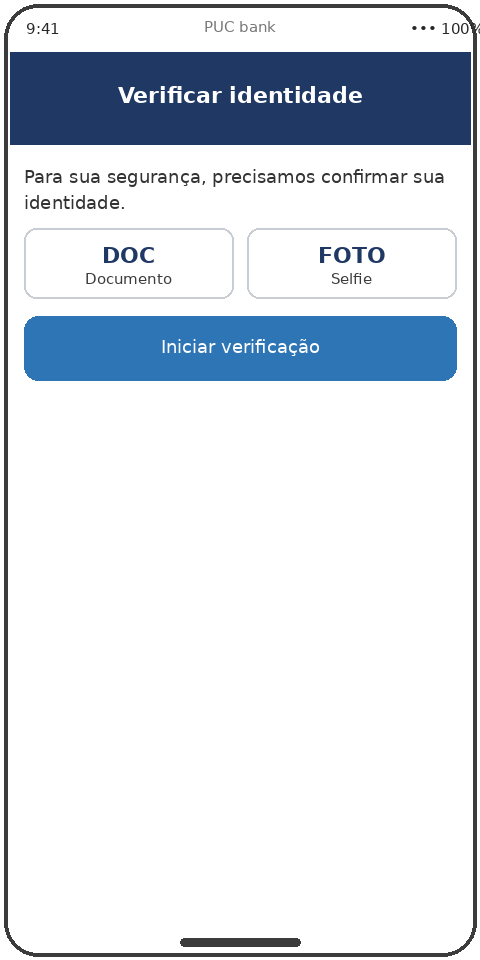 9:41 PUC bank ••• 100%
Verificar identidade
Para sua segurança, precisamos confirmar sua
identidade.
DOC FOTO
Documento Selfie
Iniciar verificação